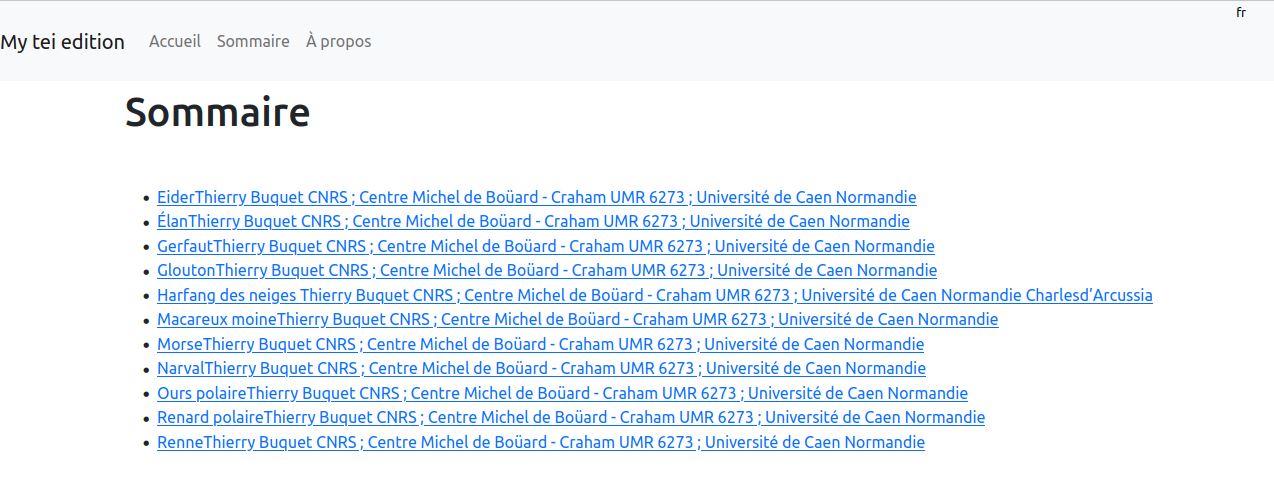 fr
My tei edition Accueil Sommaire À propos
Sommaire
• EiderThierry Buquet CNRS ; Centre Michel de Boüard - Craham UMR 6273 ; Université de Caen Normandie
• ÉlanThierry Buquet CNRS ; Centre Michel de Boüard - Craham UMR 6273 ; Université de Caen Normandie
• GerfautThierry Buquet CNRS ; Centre Michel de Boüard - Craham UMR 6273 ; Université de Caen Normandie
• GloutonThierry Buquet CNRS ; Centre Michel de Boüard - Craham UMR 6273 ; Université de Caen Normandie
• Harfang des neiges Thierry Buquet CNRS ; Centre Michel de Boüard - Craham UMR 6273 ; Université de Caen Normandie Charlesd’Arcussia
• Macareux moineThierry Buquet CNRS ; Centre Michel de Boüard - Craham UMR 6273 ; Université de Caen Normandie
• MorseThierry Buquet CNRS ; Centre Michel de Boüard - Craham UMR 6273 ; Université de Caen Normandie
• NarvalThierry Buquet CNRS ; Centre Michel de Boüard - Craham UMR 6273 ; Université de Caen Normandie
• Ours polaireThierry Buquet CNRS ; Centre Michel de Boüard - Craham UMR 6273 ; Université de Caen Normandie
• Renard polaireThierry Buquet CNRS ; Centre Michel de Boüard - Craham UMR 6273 ; Université de Caen Normandie
• RenneThierry Buquet CNRS ; Centre Michel de Boüard - Craham UMR 6273 ; Université de Caen Normandie